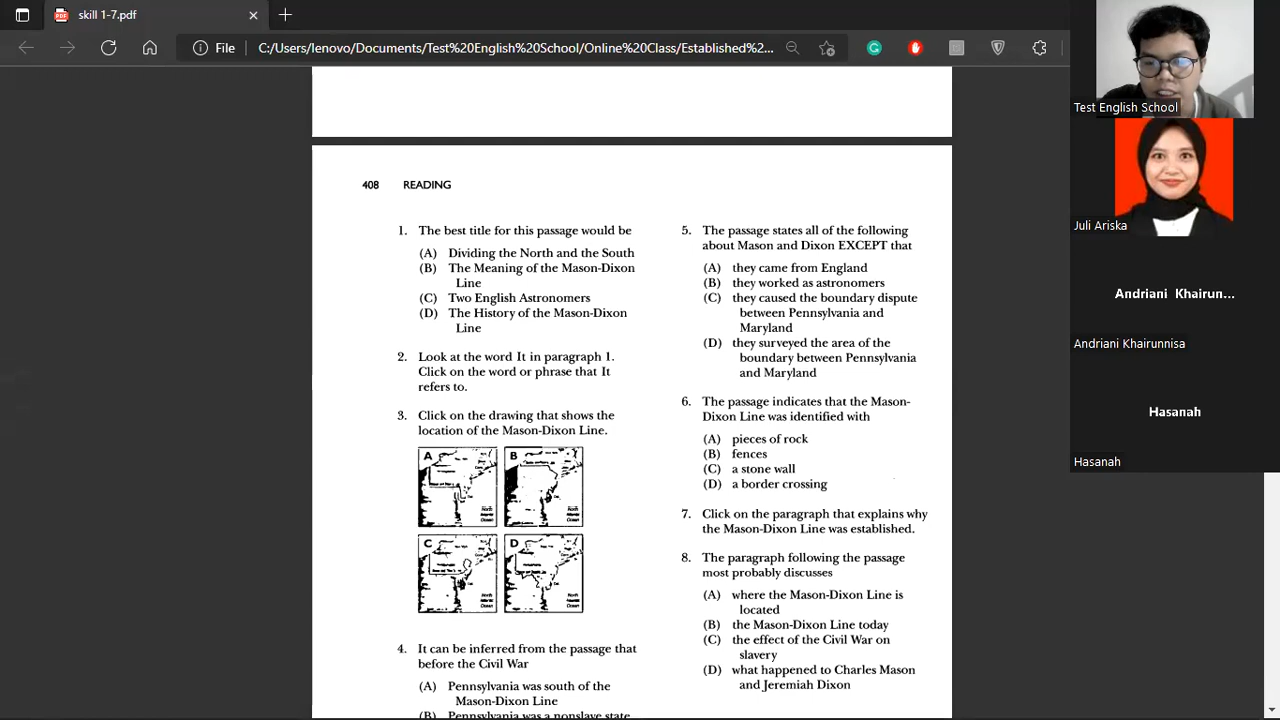 skill 1-7.pdf
File
C:/Users/lenovo/Documents/Test%20English%20School/Online%20Class/Established%2...
408 READING
1. The best title for this passage would be
(A) Dividing the North and the South
(B) The Meaning of the Mason-Dixon
Line
(C) Two English Astronomers
(D) The History of the Mason-Dixon
Line
2. Look at the word It in paragraph 1.
Click on the word or phrase that It
refers to.
3. Click on the drawing that shows the
location of the Mason-Dixon Line.
A
B
North
Atlantic
Ocean
North
Atlantic
Ocean
C
D
North
Atlantic
Ocean
North
Atlantic
Ocean
4. It can be inferred from the passage that
before the Civil War
(A) Pennsylvania was south of the
Mason-Dixon Line
(B) Pennsylvania was a nonslave state
5. The passage states all of the following
about Mason and Dixon EXCEPT that
(A) they came from England
(B) they worked as astronomers
(C) they caused the boundary dispute
between Pennsylvania and
Maryland
(D) they surveyed the area of the
boundary between Pennsylvania
and Maryland
6. The passage indicates that the Mason-
Dixon Line was identified with
(A) pieces of rock
(B) fences
(C) a stone wall
(D) a border crossing
7. Click on the paragraph that explains why
the Mason-Dixon Line was established.
8. The paragraph following the passage
most probably discusses
(A) where the Mason-Dixon Line is
located
(B) the Mason-Dixon Line today
(C) the effect of the Civil War on
slavery
(D) what happened to Charles Mason
and Jeremiah Dixon
Test English School
Juli Ariska
Andriani Khairun...
Andriani Khairunnisa
Hasanah
Hasanah